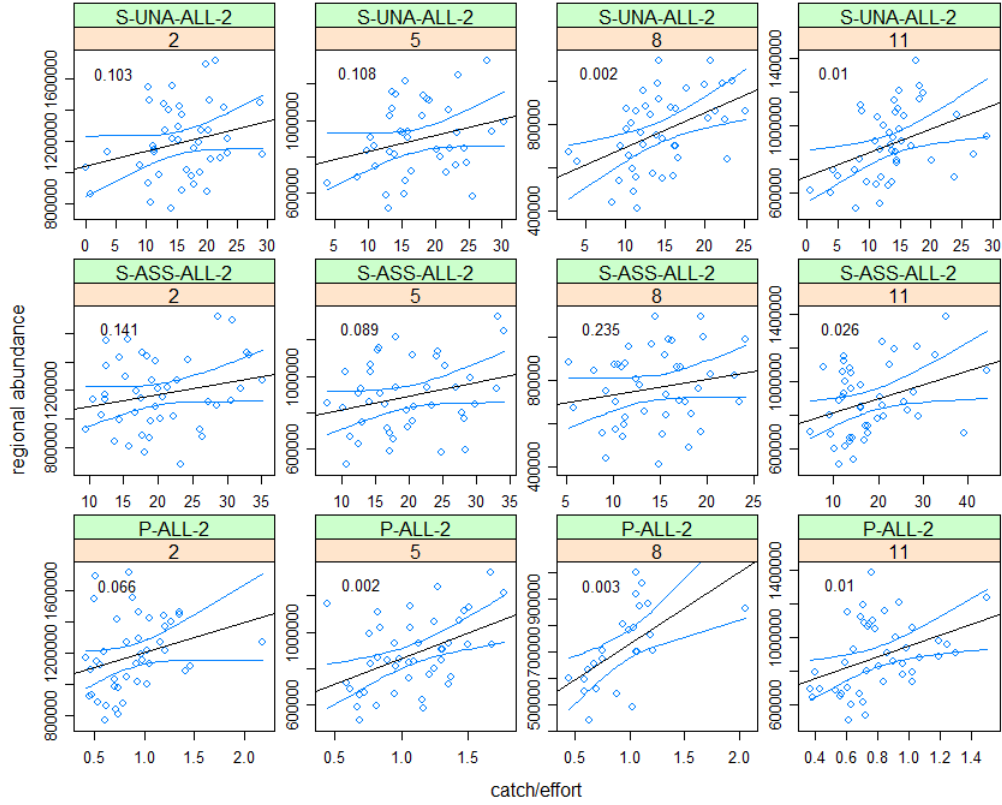 regional abundance
S-UNA-ALL-2
2
0.103
800000 1200000 1600000
0 5 10 15 20 25 30
S-UNA-ALL-2
5
0.108
600000 1000000
5 10 15 20 25 30
S-UNA-ALL-2
8
0.002
400000 800000
5 10 15 20 25
S-UNA-ALL-2
11
0.01
600000 1000000 1400000
0 5 10 15 20 25 30
S-ASS-ALL-2
2
0.141
800000 1200000
10 15 20 25 30 35
S-ASS-ALL-2
5
0.089
600000 1000000
10 15 20 25 30 35
S-ASS-ALL-2
8
0.235
400000 800000
5 10 15 20 25
S-ASS-ALL-2
11
0.026
600000 1000000 1400000
10 20 30 40
P-ALL-2
2
0.066
800000 1200000 1600000
0.5 1.0 1.5 2.0
P-ALL-2
5
0.002
600000 1000000
0.5 1.0 1.5
P-ALL-2
8
0.003
500000 700000 900000
0.5 1.0 1.5 2.0
P-ALL-2
11
0.01
600000 1000000 1400000
0.4 0.6 0.8 1.0 1.2 1.4
catch/effort